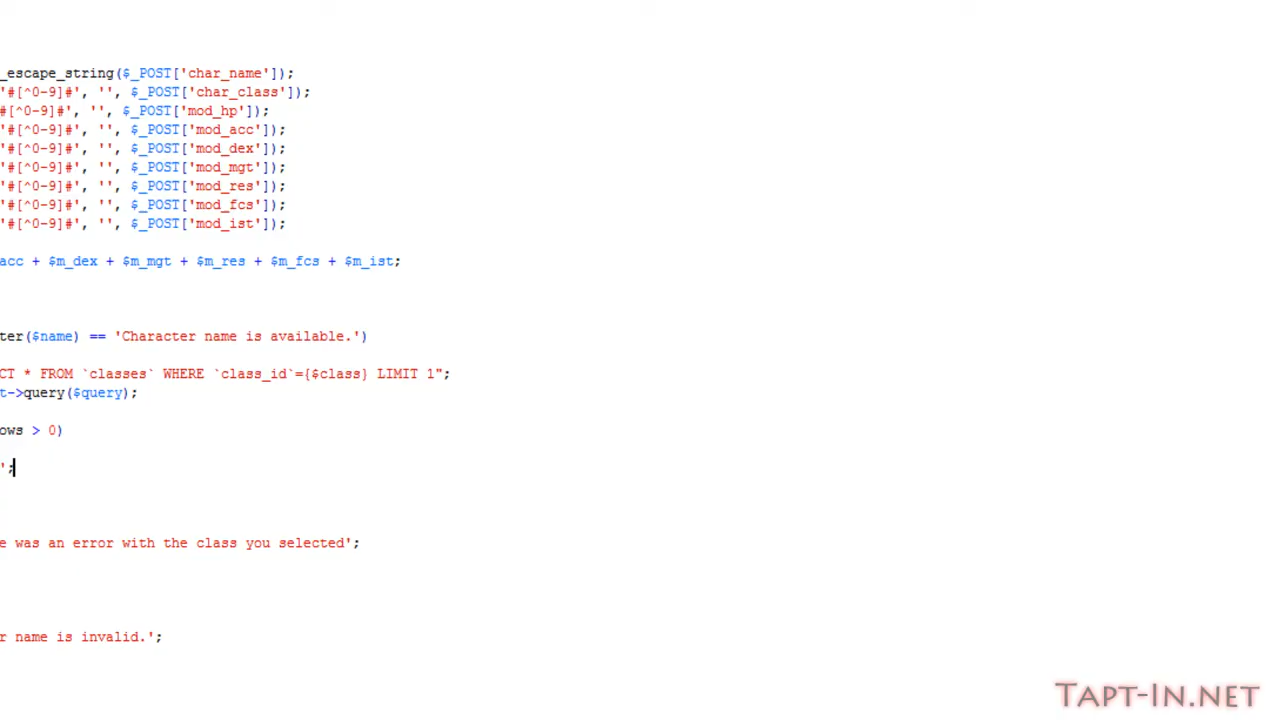 _escape_string($_POST['char_name']);
'#[^0-9]#', '', $_POST['char_class']);
#[^0-9]#', '', $_POST['mod_hp']);
'#[^0-9]#', '', $_POST['mod_acc']);
'#[^0-9]#', '', $_POST['mod_dex']);
'#[^0-9]#', '', $_POST['mod_mgt']);
'#[^0-9]#', '', $_POST['mod_res']);
'#[^0-9]#', '', $_POST['mod_fcs']);
'#[^0-9]#', '', $_POST['mod_ist']);
acc + $m_dex + $m_mgt + $m_res + $m_fcs + $m_ist;
ter($name) == 'Character name is available.')
CT * FROM `classes` WHERE `class_id`={$class} LIMIT 1";
t->query($query);
ows > 0)
';
e was an error with the class you selected';
r name is invalid.';
Tapt-In.net